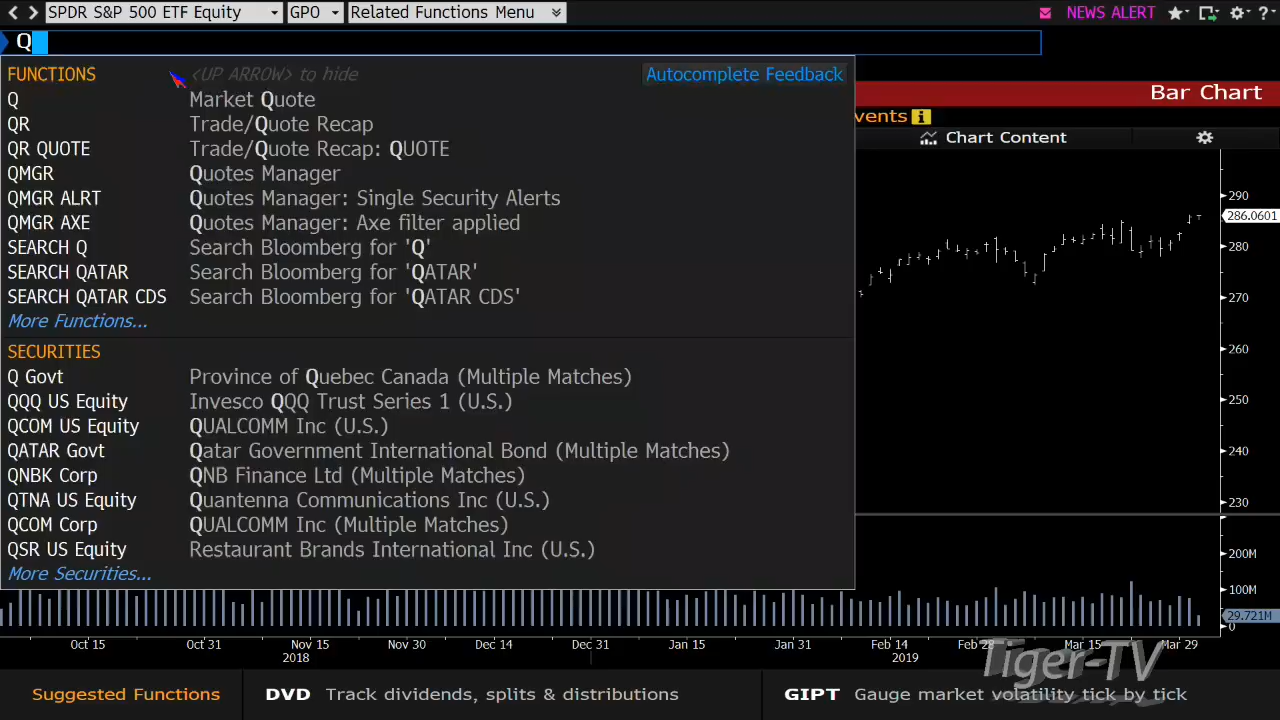 SPDR S&P 500 ETF Equity GPO Related Functions Menu NEWS ALERT ?
Q
FUNCTIONS <UP ARROW> to hide Autocomplete Feedback
Q Market Quote
QR Trade/Quote Recap
QR QUOTE Trade/Quote Recap: QUOTE
QMGR Quotes Manager
QMGR ALRT Quotes Manager: Single Security Alerts
QMGR AXE Quotes Manager: Axe filter applied
SEARCH Q Search Bloomberg for 'Q'
SEARCH QATAR Search Bloomberg for 'QATAR'
SEARCH QATAR CDS Search Bloomberg for 'QATAR CDS'
More Functions...
SECURITIES
Q Govt Province of Quebec Canada (Multiple Matches)
QQQ US Equity Invesco QQQ Trust Series 1 (U.S.)
QCOM US Equity QUALCOMM Inc (U.S.)
QATAR Govt Qatar Government International Bond (Multiple Matches)
QNBK Corp QNB Finance Ltd (Multiple Matches)
QTNA US Equity Quantenna Communications Inc (U.S.)
QCOM Corp QUALCOMM Inc (Multiple Matches)
QSR US Equity Restaurant Brands International Inc (U.S.)
More Securities...
Bar Chart
vents i
Chart Content
290
286.0601
280
270
260
250
240
230
200M
100M
29.721M
0
Oct 15 Oct 31 Nov 15 Nov 30 Dec 14 Dec 31 Jan 15 Jan 31 Feb 14 Feb 28 Mar 15 Mar 29
2018 2019
Tiger-TV
Suggested Functions DVD Track dividends, splits & distributions GIPT Gauge market volatility tick by tick